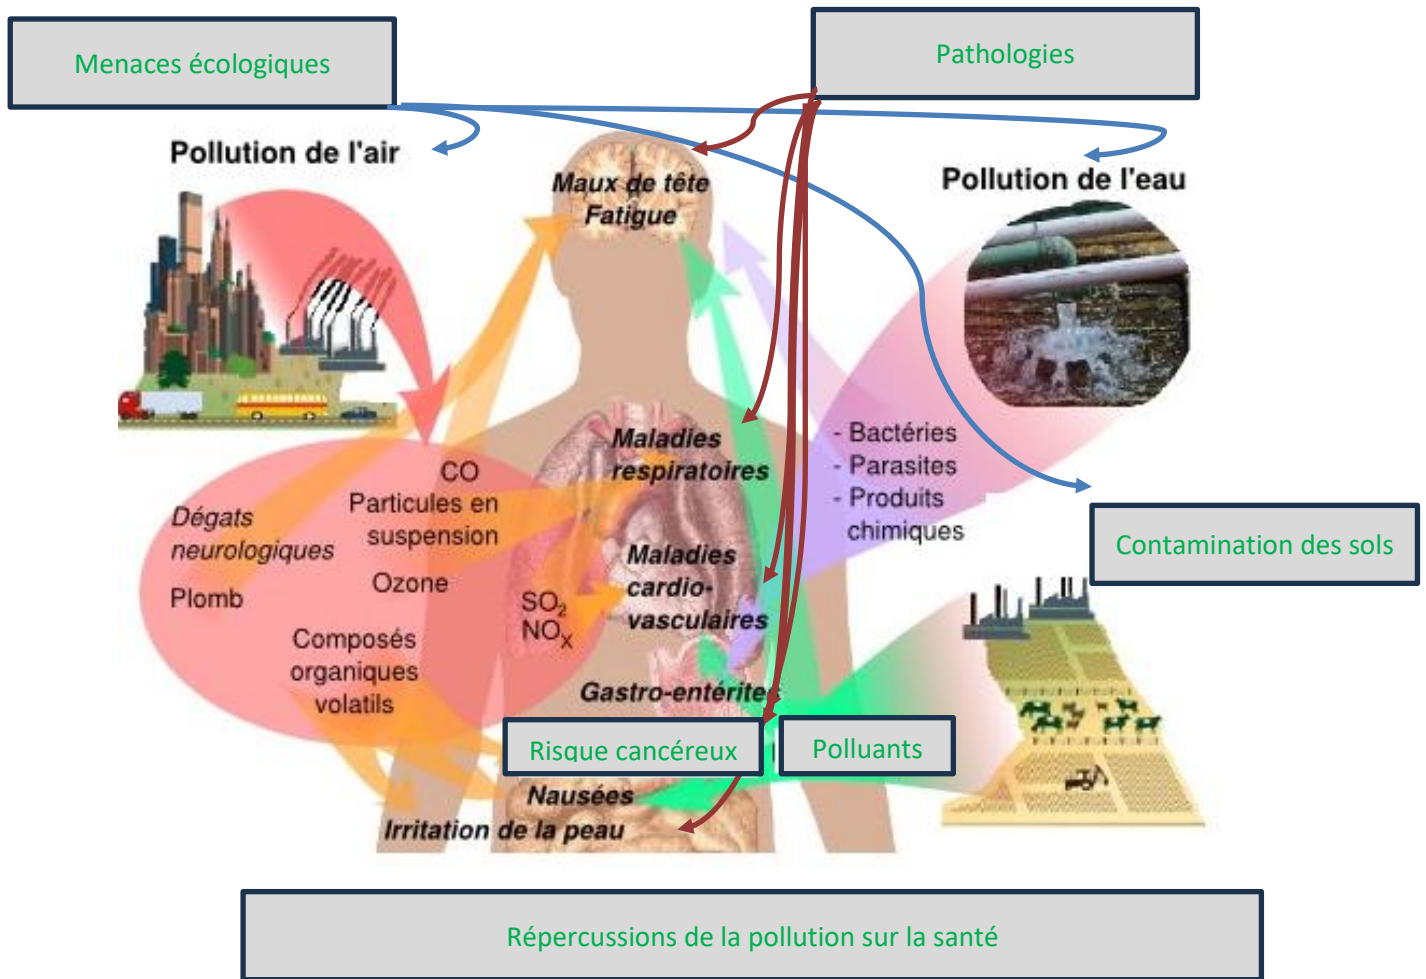 Menaces écologiques
Pathologies
Pollution de l'air
Maux de tête
Fatigue
Pollution de l'eau
Maladies
respiratoires
- Bactéries
- Parasites
- Produits
chimiques
CO
Particules en
suspension
Dégats
neurologiques
Ozone
Plomb
Maladies
cardio-
vasculaires
SO2
NOX
Contamination des sols
Composés
organiques
volatils
Gastro-entérites
Risque cancéreux
Polluants
Nausées
Irritation de la peau
Répercussions de la pollution sur la santé